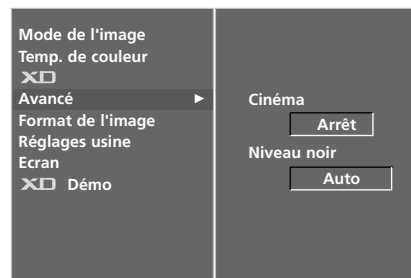 Mode de l'image
Temp. de couleur
XD
Avancé ►
Format de l'image
Réglages usine
Ecran
XD Démo
Cinéma
Arrêt
Niveau noir
Auto